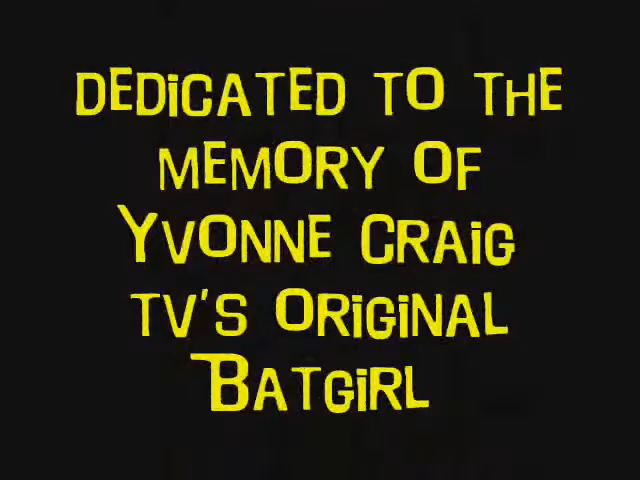 DEDiCATED TO THE
MEMORY OF
YVONNE CRAiG
TV'S ORiGiNAL
BATGiRL